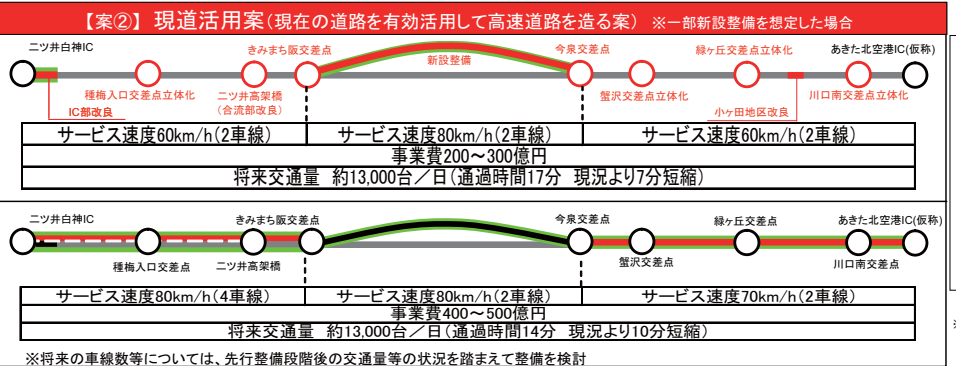 【案②】 現道活用案(現在の道路を有効活用して高速道路を造る案) ※一部新設整備を想定した場合
二ツ井白神IC
きみまち阪交差点
今泉交差点
緑ヶ丘交差点立体化
あきた北空港IC(仮称)
新設整備
種梅入口交差点立体化
二ツ井高架橋
(合流部改良)
蟹沢交差点立体化
川口南交差点立体化
IC部改良
小ヶ田地区改良
サービス速度60km/h(2車線)
サービス速度80km/h(2車線)
サービス速度60km/h(2車線)
事業費200～300億円
将来交通量 約13,000台/日(通過時間17分 現況より7分短縮)
二ツ井白神IC
きみまち阪交差点
今泉交差点
緑ヶ丘交差点
あきた北空港IC(仮称)
種梅入口交差点
二ツ井高架橋
蟹沢交差点
川口南交差点
サービス速度80km/h(4車線)
サービス速度80km/h(2車線)
サービス速度70km/h(2車線)
事業費400～500億円
将来交通量 約13,000台/日(通過時間14分 現況より10分短縮)
※将来の車線数等については、先行整備段階後の交通量等の状況を踏まえて整備を検討